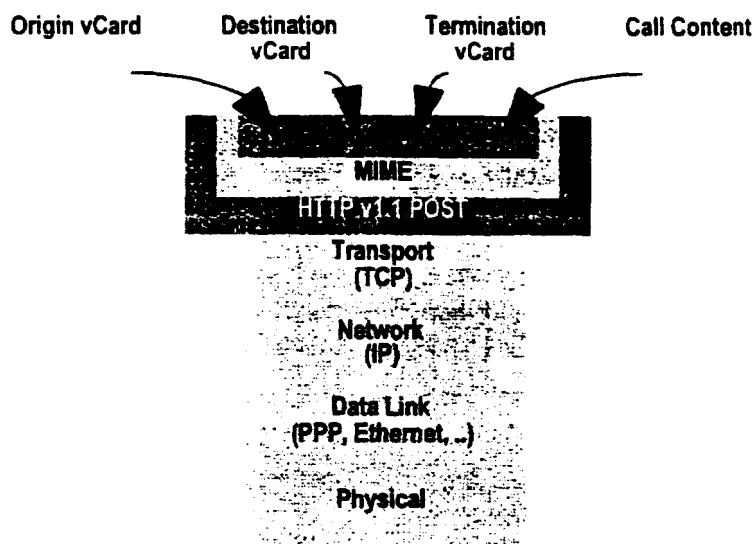 Origin vCard
Destination
vCard
Termination
vCard
Call Content
MIME
HTTP v1.1 POST
Transport
(TCP)
Network
(IP)
Data Link
(PPP, Ethernet, ..)
Physical